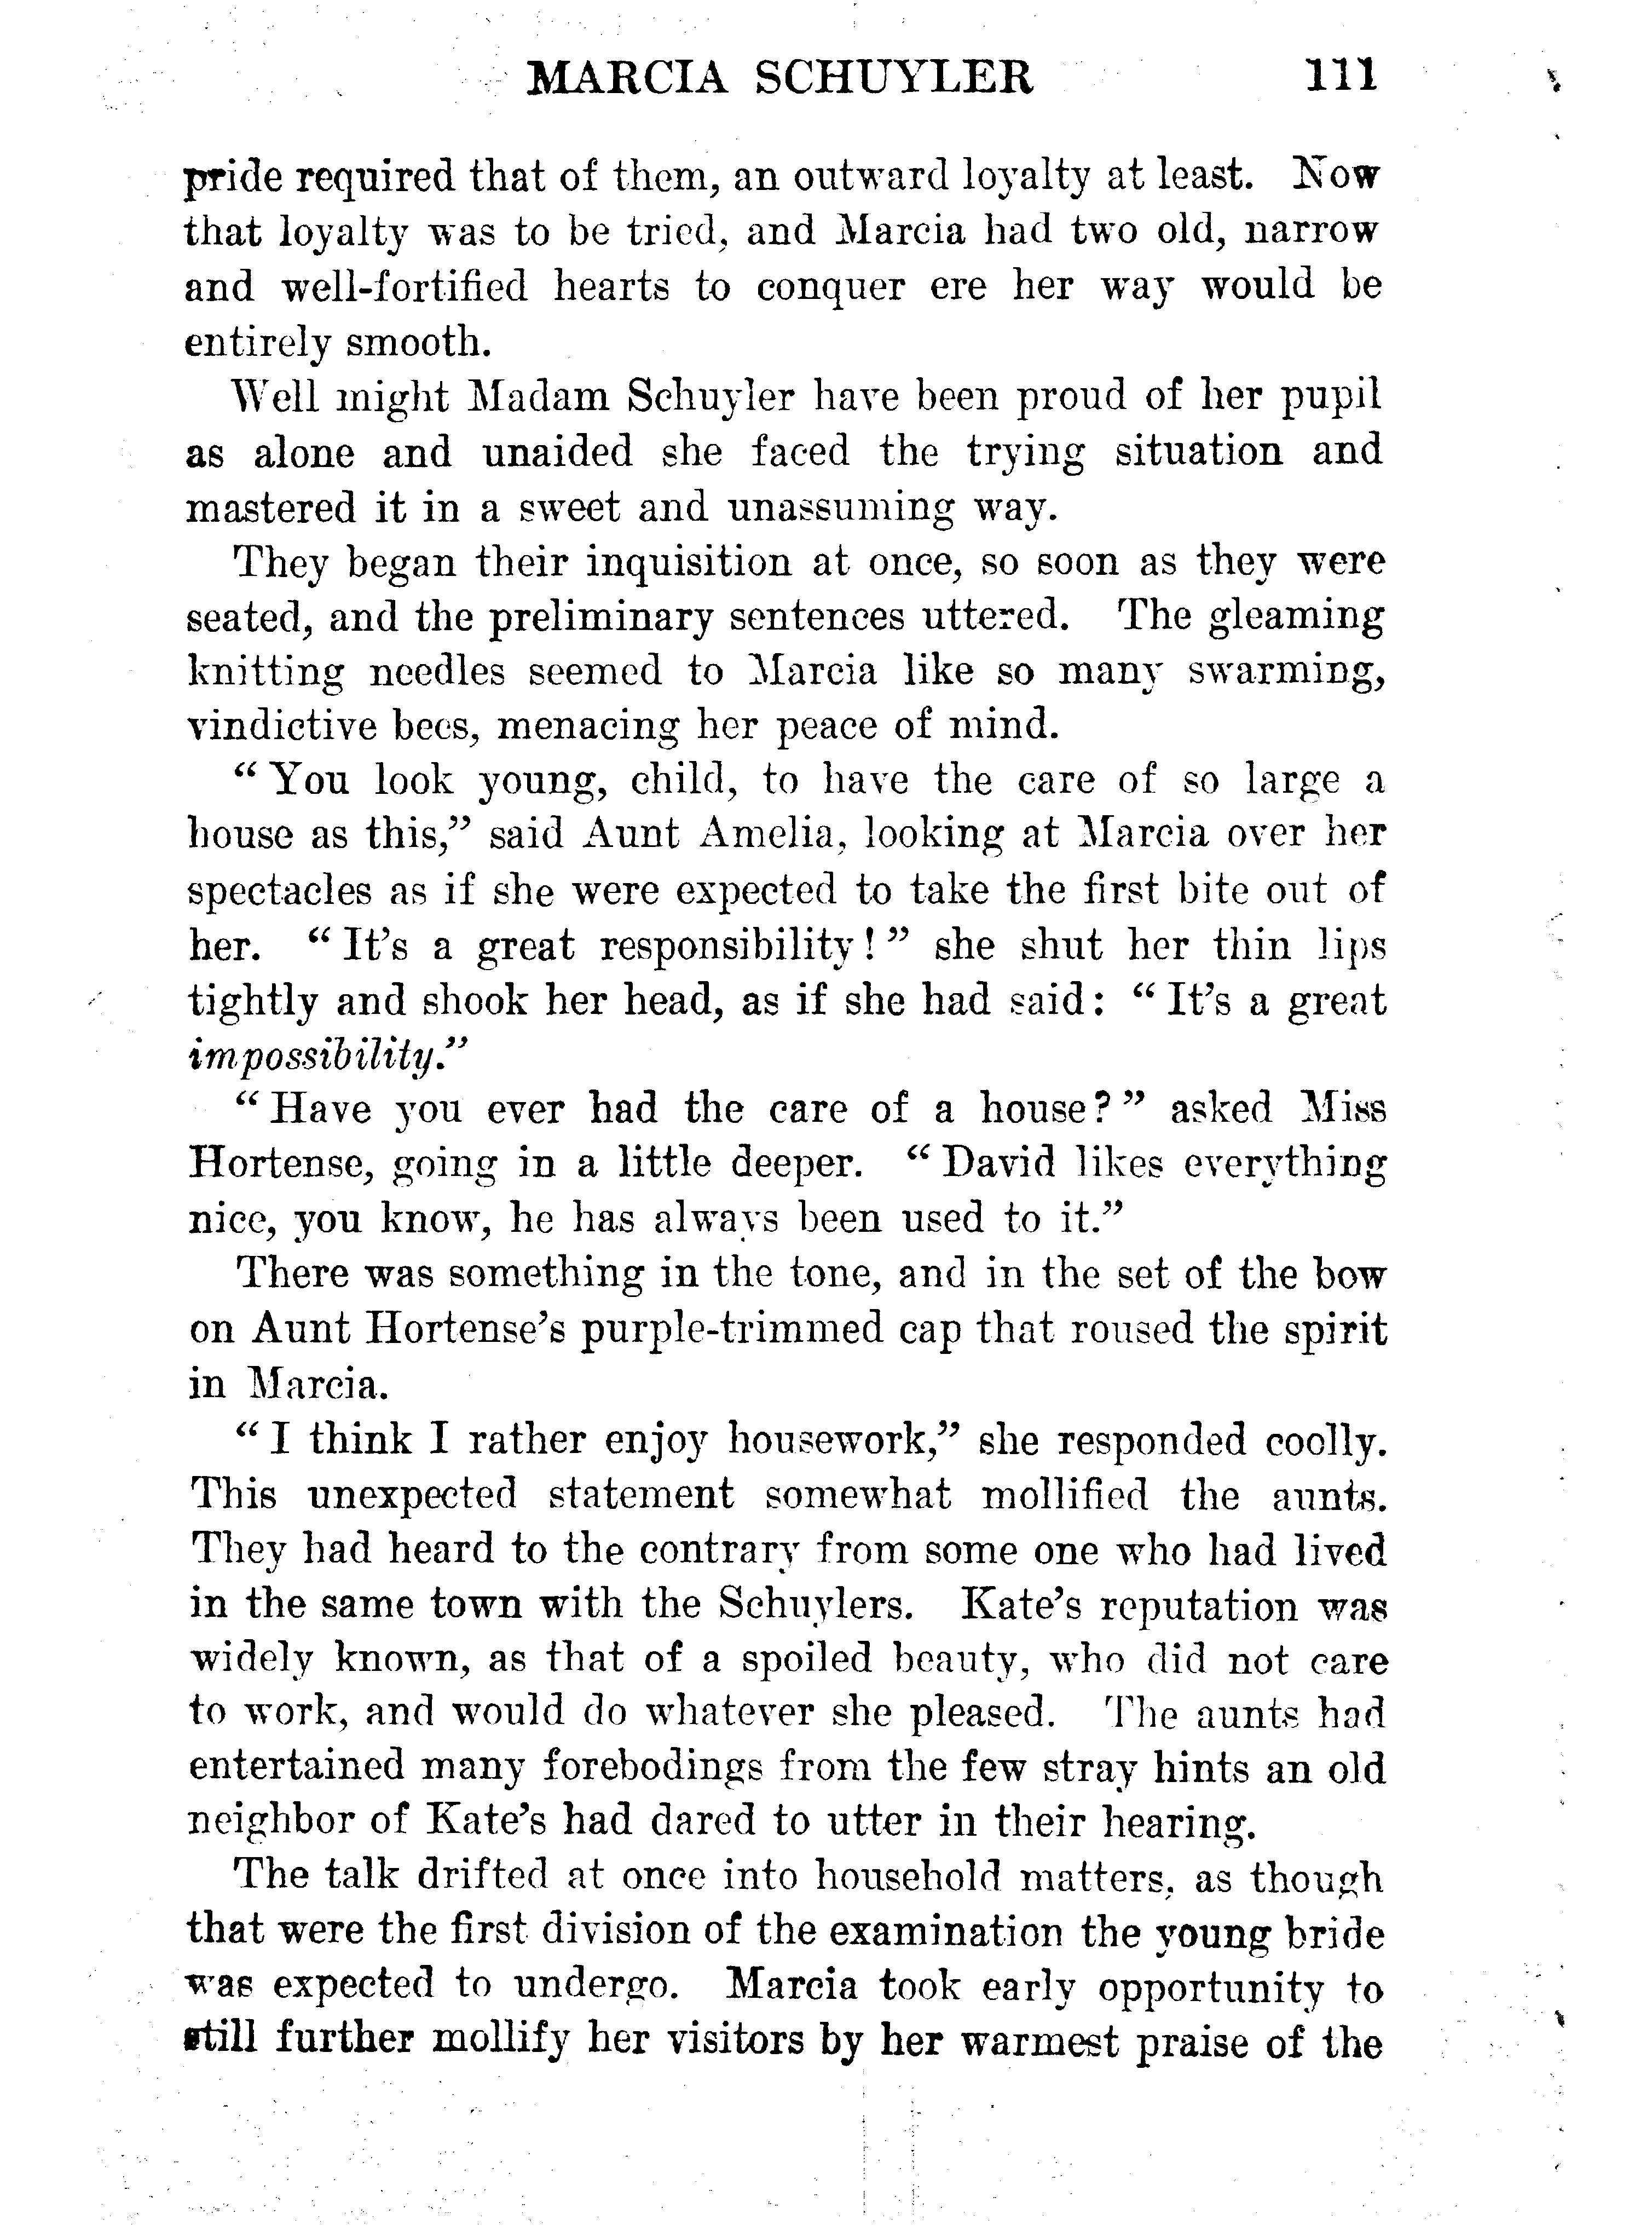 MARCIA SCHUYLER 111
pride required that of them, an outward loyalty at least. Now
that loyalty was to be tried, and Marcia had two old, narrow
and well-fortified hearts to conquer ere her way would be
entirely smooth.
Well might Madam Schuyler have been proud of her pupil
as alone and unaided she faced the trying situation and
mastered it in a sweet and unassuming way.
They began their inquisition at once, so soon as they were
seated, and the preliminary sentences uttered. The gleaming
knitting needles seemed to Marcia like so many swarming,
vindictive bees, menacing her peace of mind.
“ You look young, child, to have the care of so large a
house as this,” said Aunt Amelia, looking at Marcia over her
spectacles as if she were expected to take the first bite out of
her. “ It’s a great responsibility! ” she shut her thin lips
tightly and shook her head, as if she had said: “ It’s a great
impossibility.”
“ Have you ever had the care of a house? ” asked Miss
Hortense, going in a little deeper. “ David likes everything
nice, you know, he has always been used to it.”
There was something in the tone, and in the set of the bow
on Aunt Hortense’s purple-trimmed cap that roused the spirit
in Marcia.
“ I think I rather enjoy housework,” she responded coolly.
This unexpected statement somewhat mollified the aunts.
They had heard to the contrary from some one who had lived
in the same town with the Schuylers. Kate’s reputation was
widely known, as that of a spoiled beauty, who did not care
to work, and would do whatever she pleased. The aunts had
entertained many forebodings from the few stray hints an old
neighbor of Kate’s had dared to utter in their hearing.
The talk drifted at once into household matters, as though
that were the first division of the examination the young bride
was expected to undergo. Marcia took early opportunity to
still further mollify her visitors by her warmest praise of the